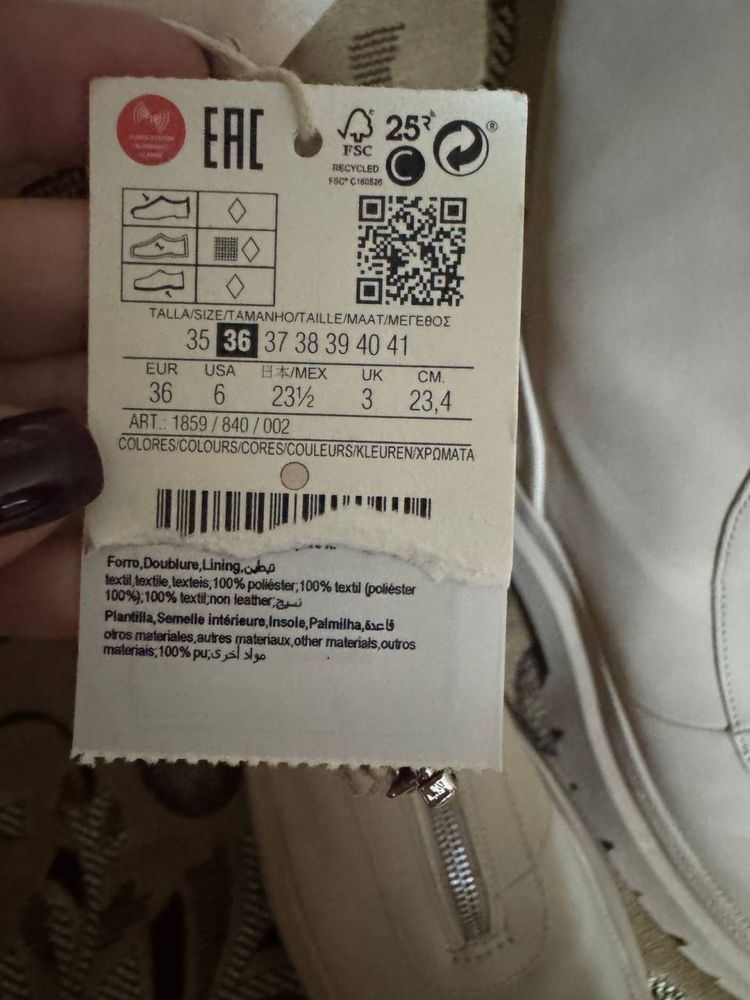 EAC
FSC
25R
RECYCLED
FSC® C160526
®
TALLA/SIZE/TAMANHO/TAILLE/MAAT/ΜΕΓΕΘΟΣ
35 36 37 38 39 40 41
EUR USA 日本/MEX UK CM.
36 6 23½ 3 23,4
ART.: 1859 / 840 / 002
COLORES/COLOURS/CORES/COULEURS/KLEUREN/ΧΡΩΜΑΤΑ
Forro,Doublure,Lining,تبطين
textil,textile,texteis;100% poliéster;100% textil (poliéster
100%);100% textil;non leather;نسيج
Plantilla,Semelle intérieure,Insole,Palmilha,قاعدة
otros materiales,autres materiaux,other materials,outros
materiais;100% pu;مواد أخرى